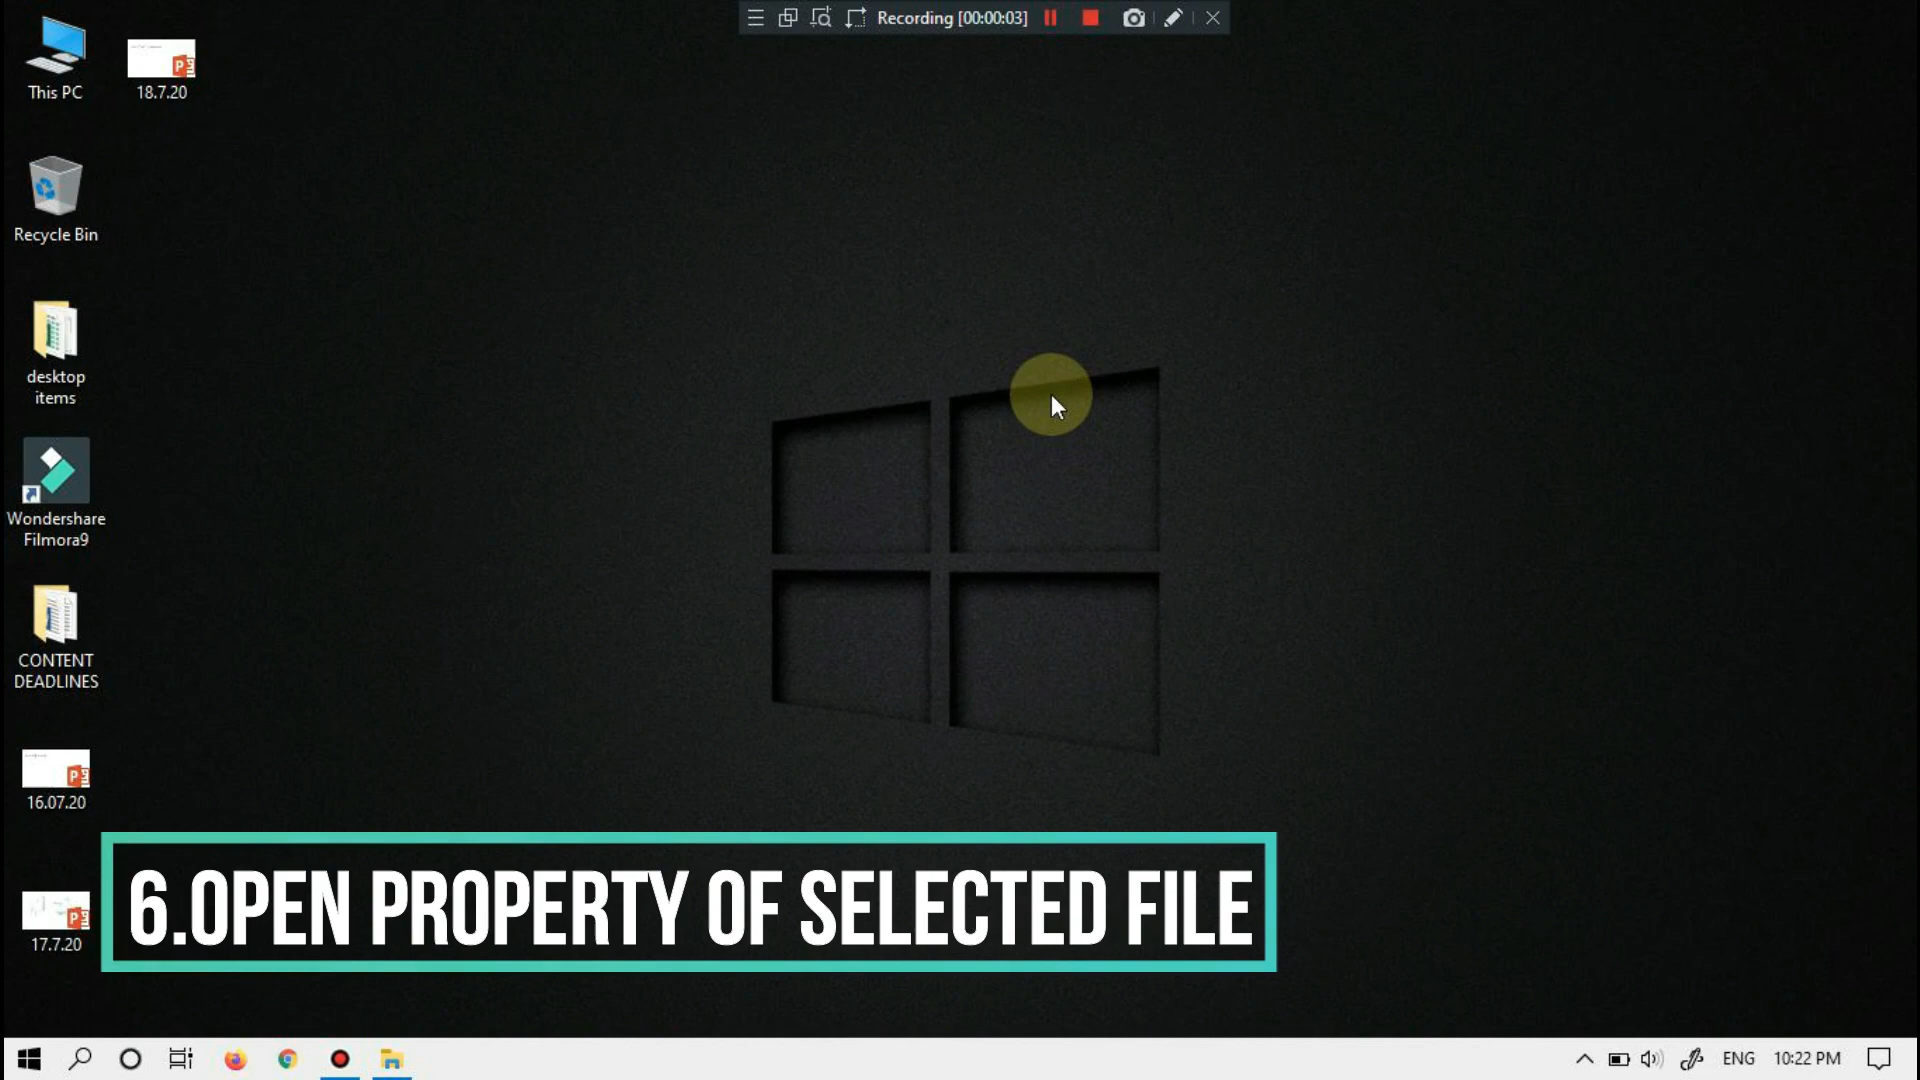 Recording [00:00:03]
This PC
18.7.20
Recycle Bin
desktop
items
Wondershare
Filmora9
CONTENT
DEADLINES
16.07.20
17.7.20
6.OPEN PROPERTY OF SELECTED FILE
ENG
10:22 PM